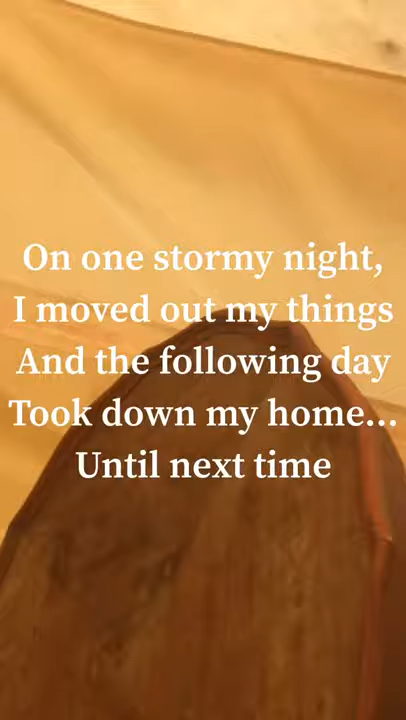 On one stormy night,
I moved out my things
And the following day
Took down my home...
Until next time